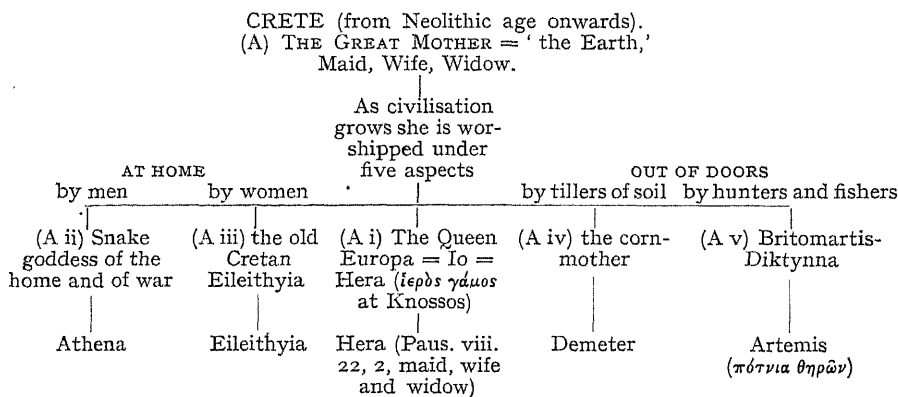 CRETE (from Neolithic age onwards).
(A) THE GREAT MOTHER = ' the Earth,'
Maid, Wife, Widow.
As civilisation
grows she is wor-
shipped under
five aspects
AT HOME
by men by women
OUT OF DOORS
by tillers of soil by hunters and fishers
(A ii) Snake
goddess of the
home and of war
Athena
(A iii) the old
Cretan
Eileithyia
Eileithyia
(A i) The Queen
Europa = Io =
Hera (ἱερὸς γάμος
at Knossos)
Hera (Paus. viii.
22, 2, maid, wife
and widow)
(A iv) the corn-
mother
Demeter
(A v) Britomartis-
Diktynna
Artemis
(πότνια θηρῶν)